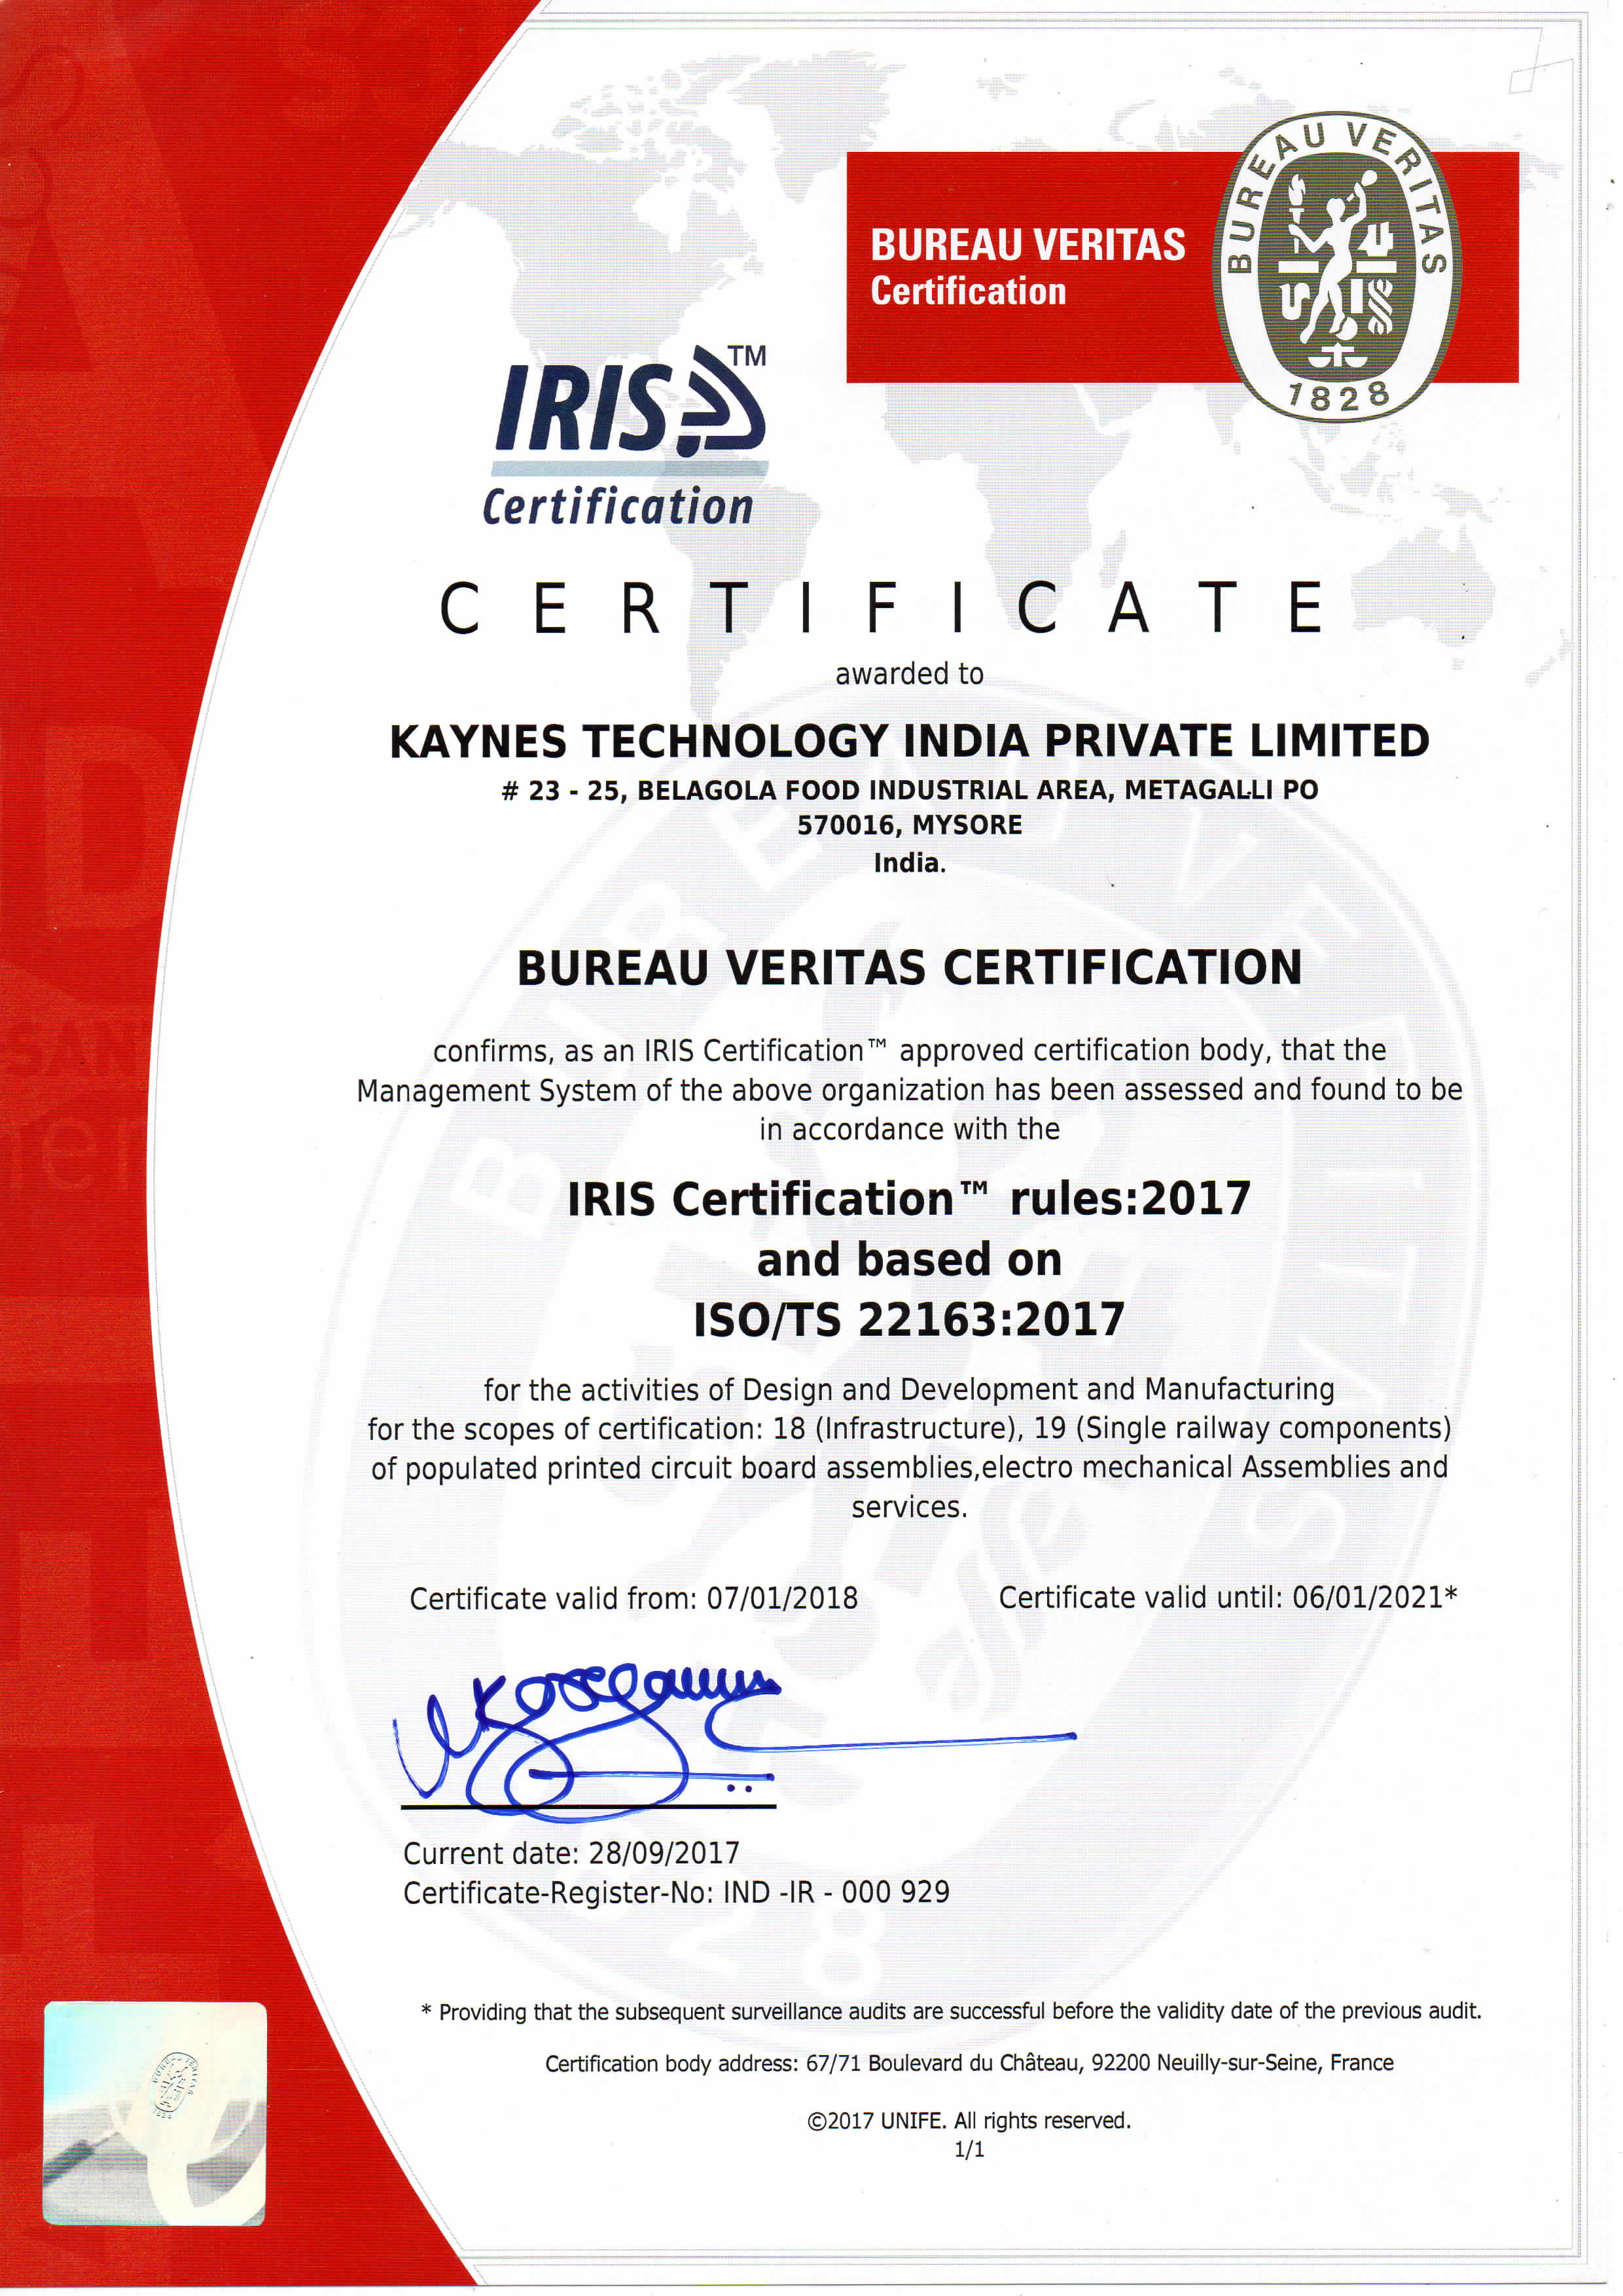 BUREAU VERITAS
Certification
BUREAU VERITAS
1828
IRIS™
Certification
CERTIFICATE
awarded to
KAYNES TECHNOLOGY INDIA PRIVATE LIMITED
# 23 - 25, BELAGOLA FOOD INDUSTRIAL AREA, METAGALLI PO
570016, MYSORE
India.
BUREAU VERITAS CERTIFICATION
confirms, as an IRIS Certification™ approved certification body, that the
Management System of the above organization has been assessed and found to be
in accordance with the
IRIS Certification™ rules:2017
and based on
ISO/TS 22163:2017
for the activities of Design and Development and Manufacturing
for the scopes of certification: 18 (Infrastructure), 19 (Single railway components)
of populated printed circuit board assemblies,electro mechanical Assemblies and
services.
Certificate valid from: 07/01/2018
Certificate valid until: 06/01/2021*
Current date: 28/09/2017
Certificate-Register-No: IND -IR - 000 929
* Providing that the subsequent surveillance audits are successful before the validity date of the previous audit.
Certification body address: 67/71 Boulevard du Château, 92200 Neuilly-sur-Seine, France
©2017 UNIFE. All rights reserved.
1/1